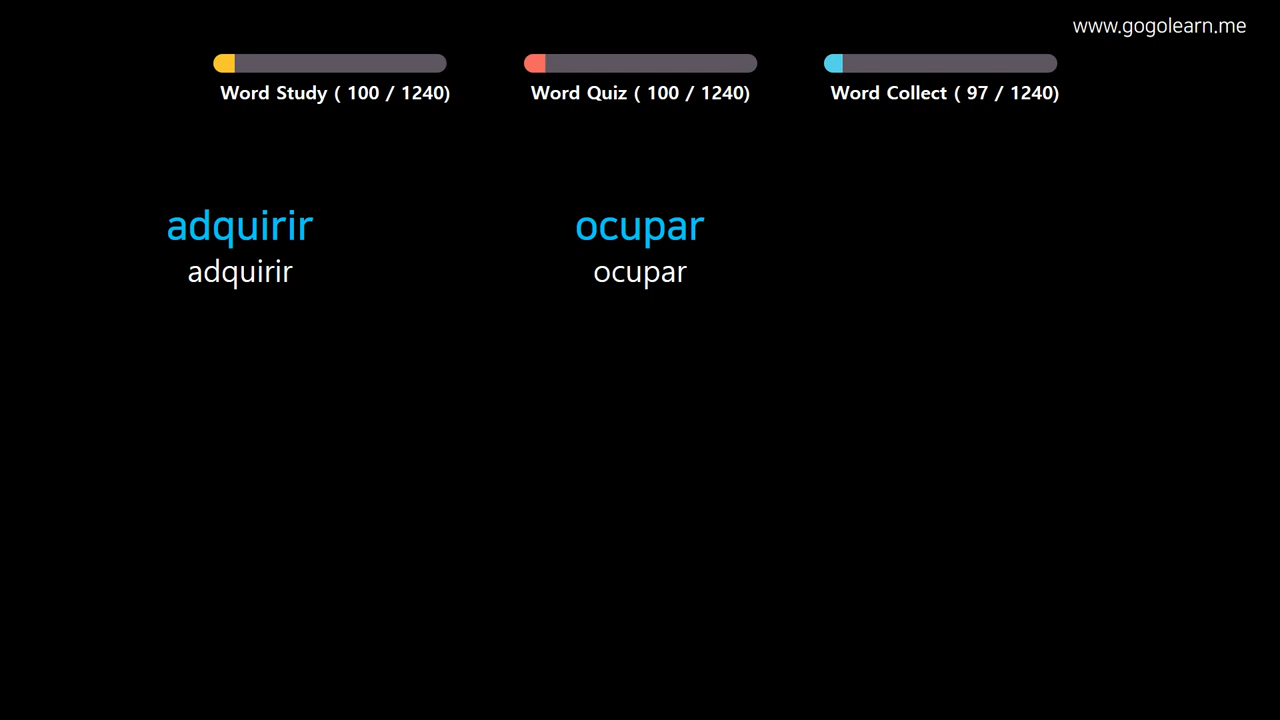 www.gogolearn.me
Word Study ( 100 / 1240)
Word Quiz ( 100 / 1240)
Word Collect ( 97 / 1240)
adquirir
adquirir
ocupar
ocupar